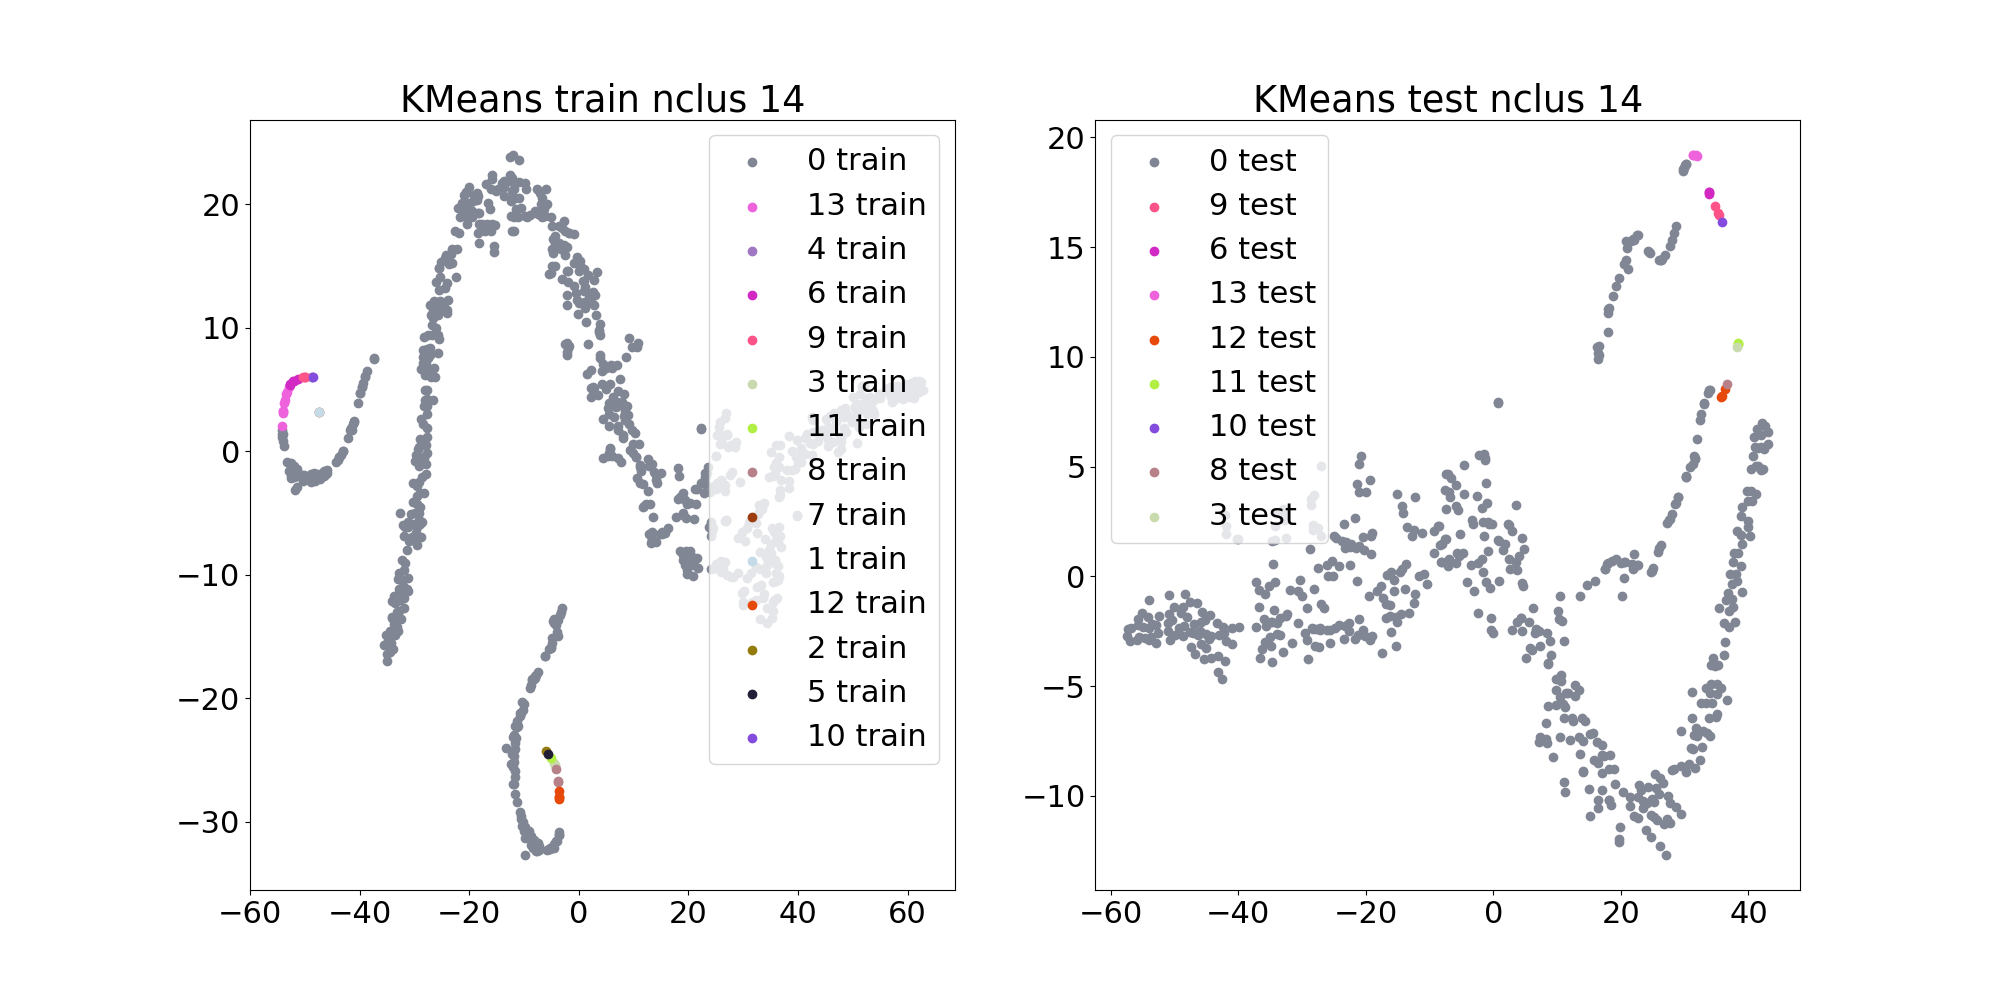 KMeans train nclus 14
20
10
0
−10
−20
−30
−60
−40
−20
0
20
40
60
0 train
13 train
4 train
6 train
9 train
3 train
11 train
8 train
7 train
1 train
12 train
2 train
5 train
10 train
KMeans test nclus 14
20
15
10
5
0
−5
−10
−60
−40
−20
0
20
40
0 test
9 test
6 test
13 test
12 test
11 test
10 test
8 test
3 test